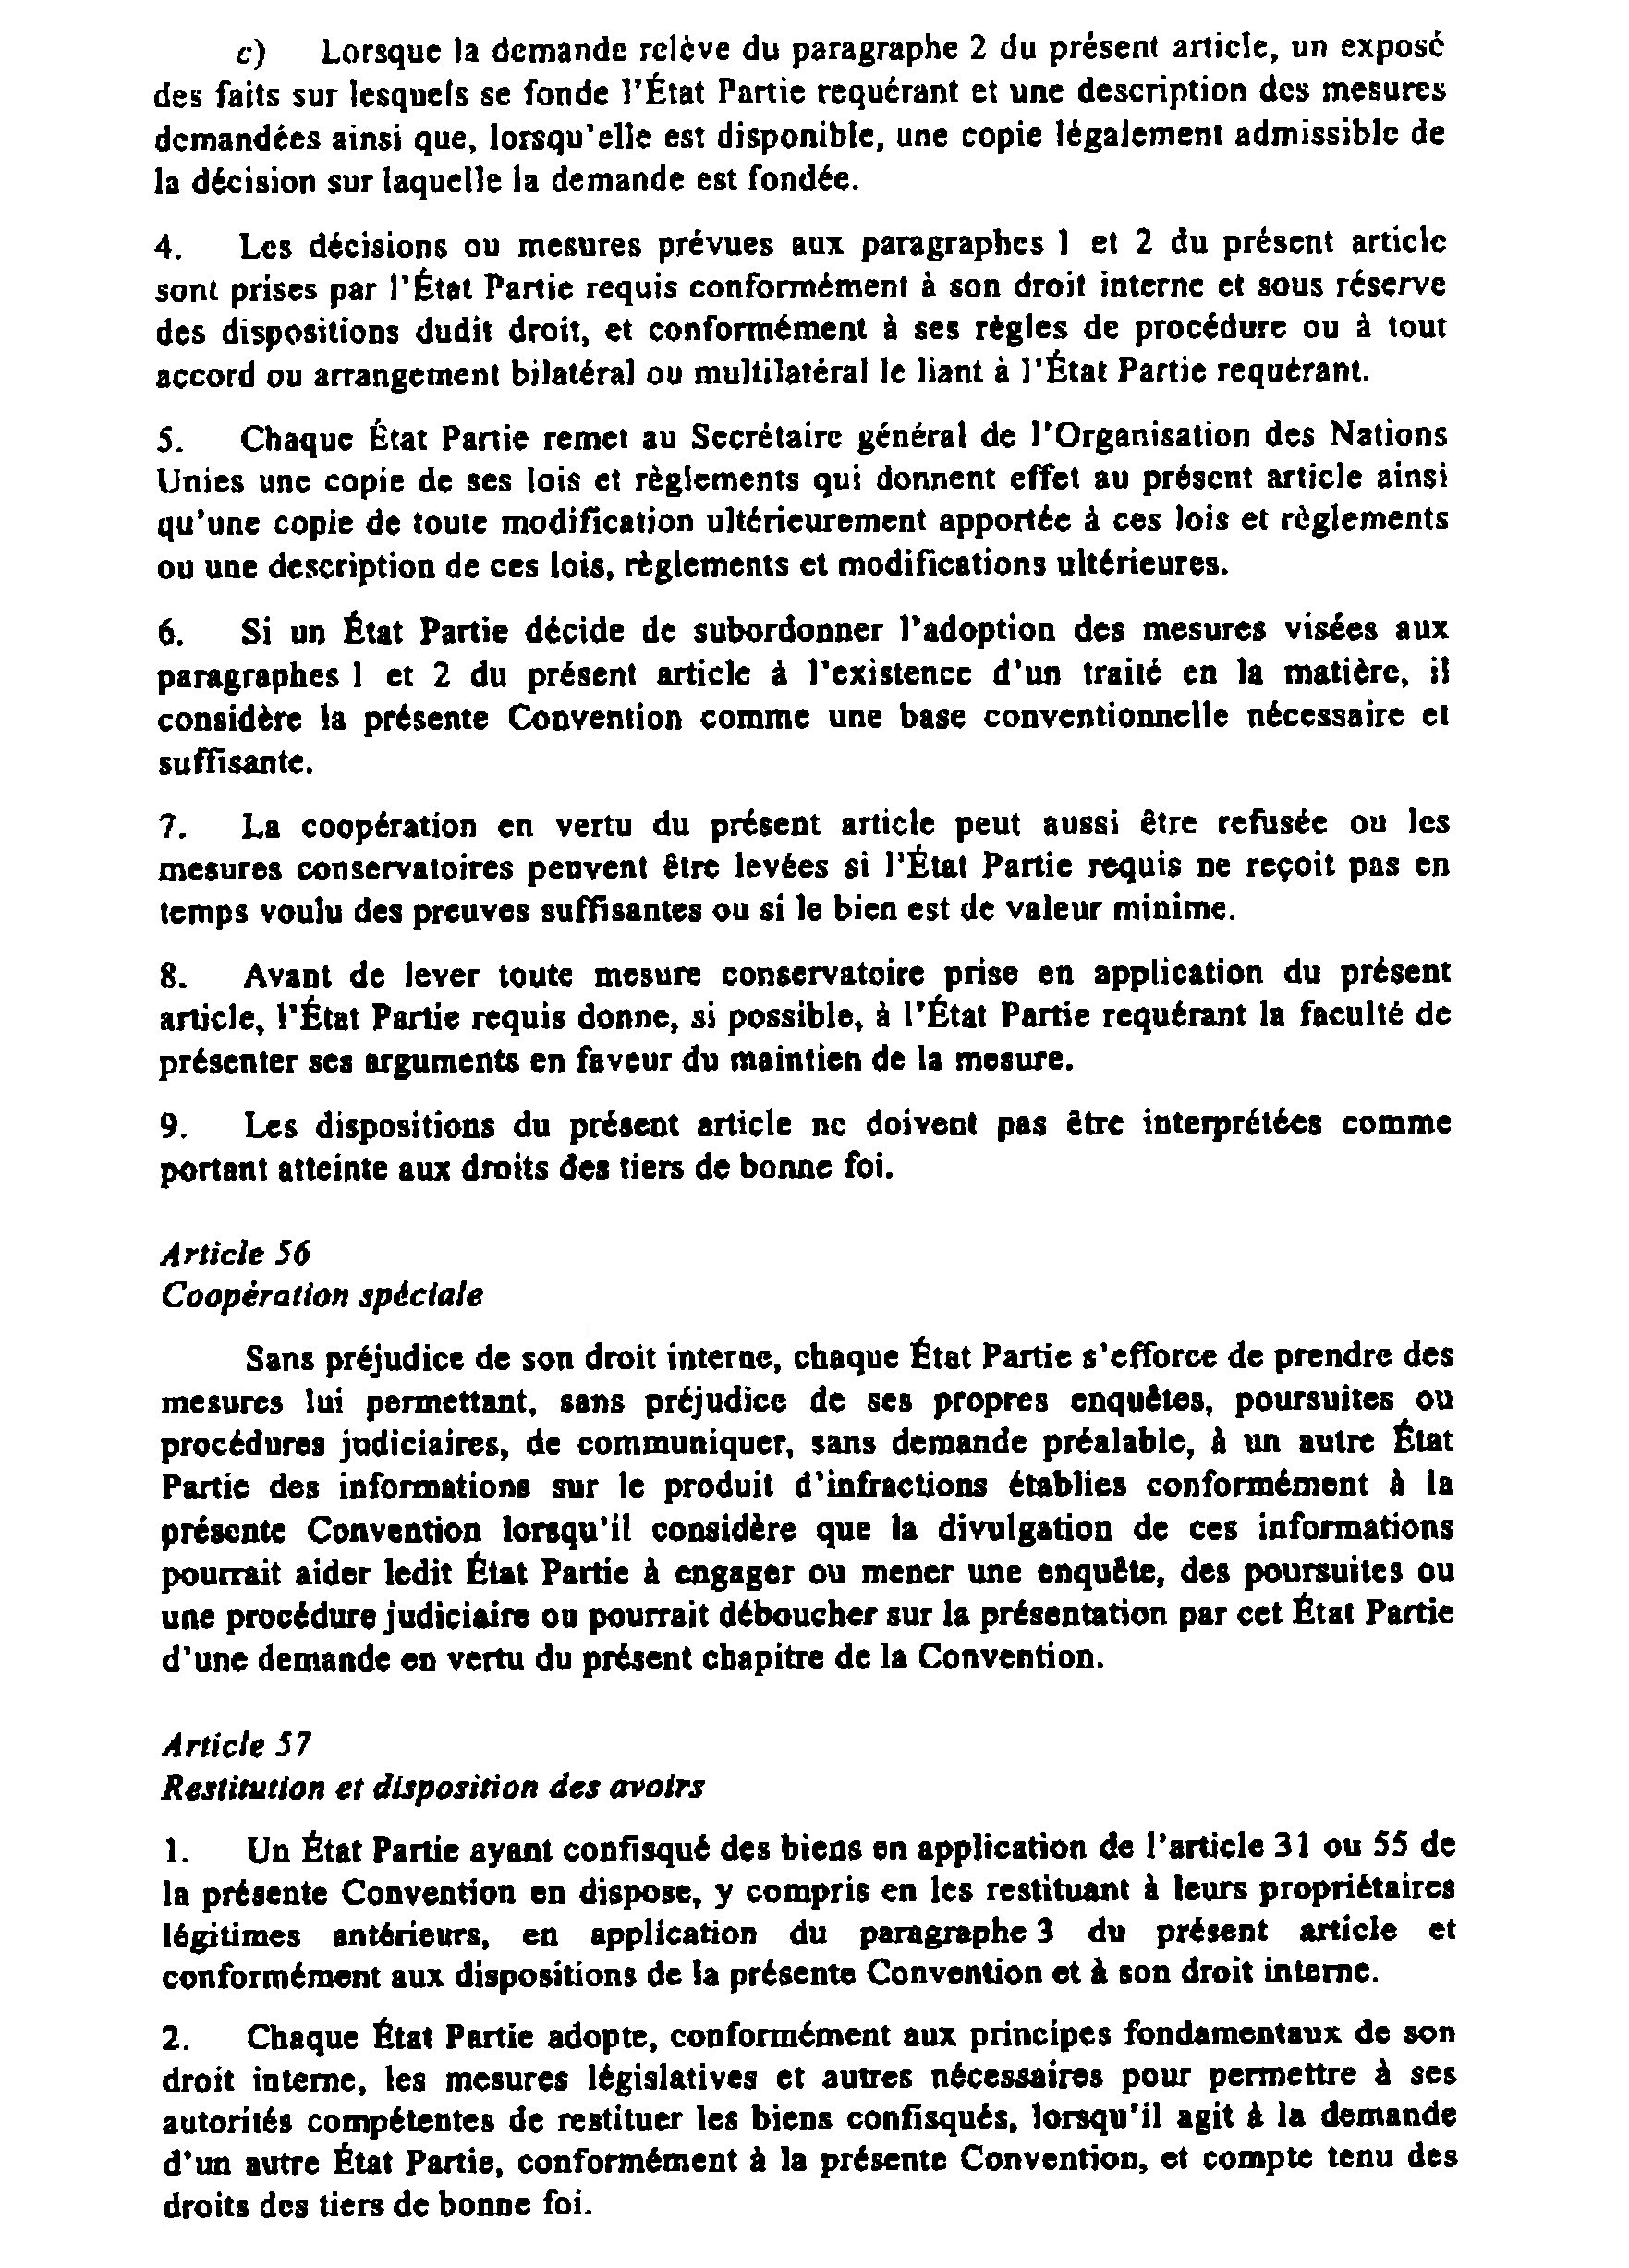 c) Lorsque la demande relève du paragraphe 2 du présent article, un exposé
des faits sur lesquels se fonde l'État Partie requérant et une description des mesures
demandées ainsi que, lorsqu'elle est disponible, une copie légalement admissible de
la décision sur laquelle la demande est fondée.
4. Les décisions ou mesures prévues aux paragraphes 1 et 2 du présent article
sont prises par l'État Partie requis conformément à son droit interne et sous réserve
des dispositions dudit droit, et conformément à ses règles de procédure ou à tout
accord ou arrangement bilatéral ou multilatéral le liant à l'État Partie requérant.
5. Chaque État Partie remet au Secrétaire général de l'Organisation des Nations
Unies une copie de ses lois et règlements qui donnent effet au présent article ainsi
qu'une copie de toute modification ultérieurement apportée à ces lois et règlements
ou une description de ces lois, règlements et modifications ultérieures.
6. Si un État Partie décide de subordonner l'adoption des mesures visées aux
paragraphes 1 et 2 du présent article à l'existence d'un traité en la matière, il
considère la présente Convention comme une base conventionnelle nécessaire et
suffisante.
7. La coopération en vertu du présent article peut aussi être refusée ou les
mesures conservatoires peuvent être levées si l'État Partie requis ne reçoit pas en
temps voulu des preuves suffisantes ou si le bien est de valeur minime.
8. Avant de lever toute mesure conservatoire prise en application du présent
article, l'État Partie requis donne, si possible, à l'État Partie requérant la faculté de
présenter ses arguments en faveur du maintien de la mesure.
9. Les dispositions du présent article ne doivent pas être interprétées comme
portant atteinte aux droits des tiers de bonne foi.
Article 56
Coopération spéciale
Sans préjudice de son droit interne, chaque État Partie s'efforce de prendre des
mesures lui permettant, sans préjudice de ses propres enquêtes, poursuites ou
procédures judiciaires, de communiquer, sans demande préalable, à un autre État
Partie des informations sur le produit d'infractions établies conformément à la
présente Convention lorsqu'il considère que la divulgation de ces informations
pourrait aider ledit État Partie à engager ou mener une enquête, des poursuites ou
une procédure judiciaire ou pourrait déboucher sur la présentation par cet État Partie
d'une demande en vertu du présent chapitre de la Convention.
Article 57
Restitution et disposition des avoirs
1. Un État Partie ayant confisqué des biens en application de l'article 31 ou 55 de
la présente Convention en dispose, y compris en les restituant à leurs propriétaires
légitimes antérieurs, en application du paragraphe 3 du présent article et
conformément aux dispositions de la présente Convention et à son droit interne.
2. Chaque État Partie adopte, conformément aux principes fondamentaux de son
droit interne, les mesures législatives et autres nécessaires pour permettre à ses
autorités compétentes de restituer les biens confisqués, lorsqu'il agit à la demande
d'un autre État Partie, conformément à la présente Convention, et compte tenu des
droits des tiers de bonne foi.